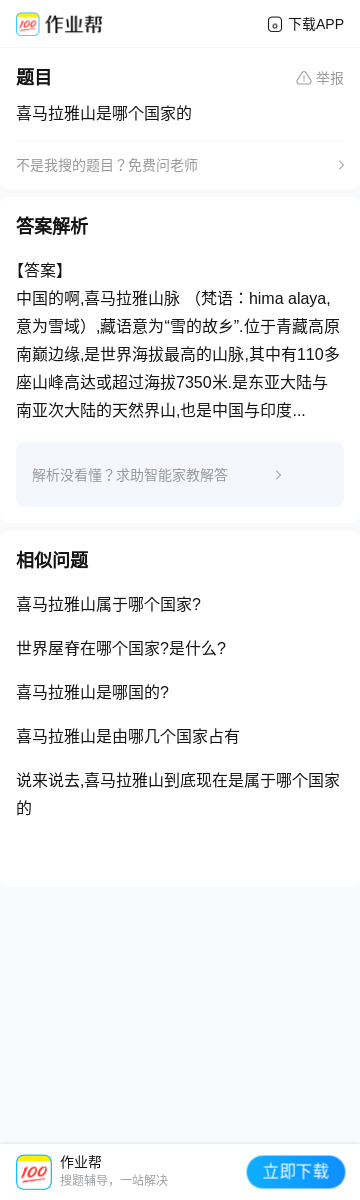 作业帮
下载APP
题目
举报
喜马拉雅山是哪个国家的
不是我搜的题目？免费问老师
答案解析
【答案】
中国的啊,喜马拉雅山脉 （梵语：hima alaya,
意为雪域）,藏语意为“雪的故乡”.位于青藏高原
南巅边缘,是世界海拔最高的山脉,其中有110多
座山峰高达或超过海拔7350米.是东亚大陆与
南亚次大陆的天然界山,也是中国与印度...
解析没看懂？求助智能家教解答
相似问题
喜马拉雅山属于哪个国家?
世界屋脊在哪个国家?是什么?
喜马拉雅山是哪国的?
喜马拉雅山是由哪几个国家占有
说来说去,喜马拉雅山到底现在是属于哪个国家
的
100
作业帮
搜题辅导，一站解决
立即下载